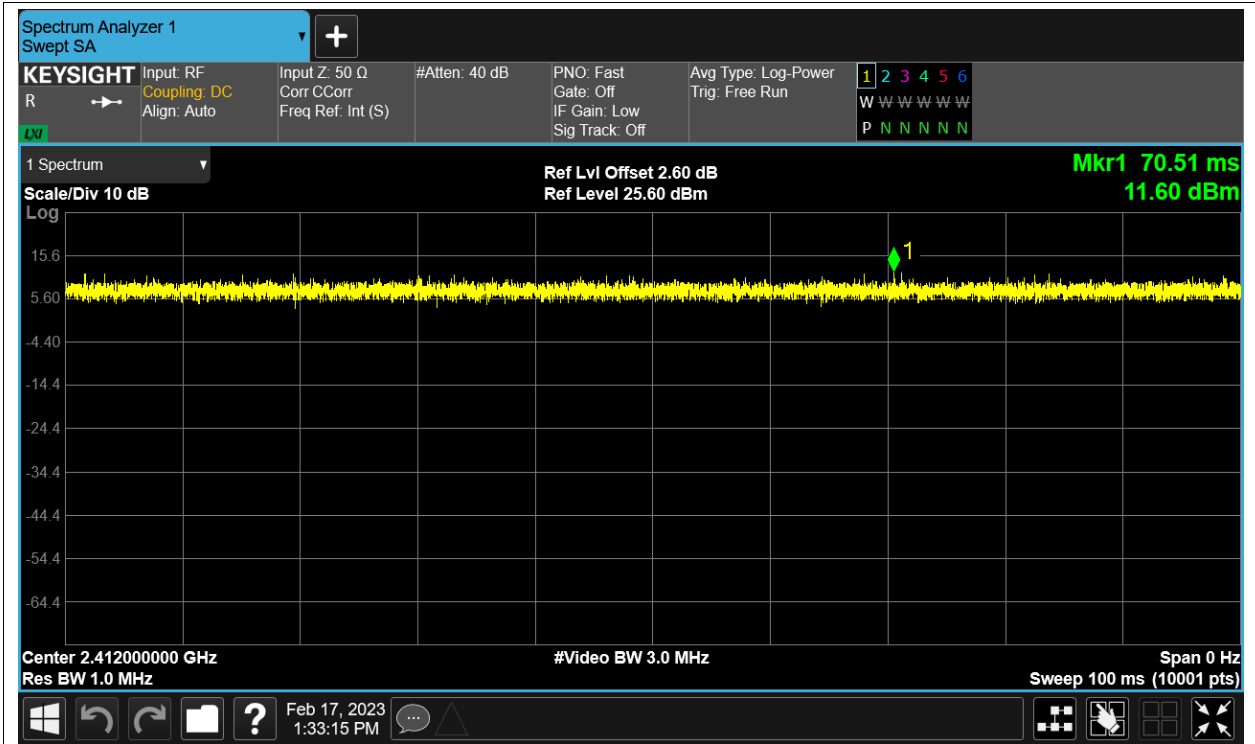 Spectrum Analyzer 1
Swept SA
KEYSIGHT
R
LXI
Input: RF
Coupling: DC
Align: Auto
Input Z: 50 Ω
Corr CCorr
Freq Ref: Int (S)
#Atten: 40 dB
PNO: Fast
Gate: Off
IF Gain: Low
Sig Track: Off
Avg Type: Log-Power
Trig: Free Run
1 2 3 4 5 6
W W W W W W
P N N N N N
1 Spectrum
Scale/Div 10 dB
Log
Ref Lvl Offset 2.60 dB
Ref Level 25.60 dBm
Mkr1 70.51 ms
11.60 dBm
1
15.6
5.60
-4.40
-14.4
-24.4
-34.4
-44.4
-54.4
-64.4
Center 2.412000000 GHz
Res BW 1.0 MHz
#Video BW 3.0 MHz
Span 0 Hz
Sweep 100 ms (10001 pts)
?
Feb 17, 2023
1:33:15 PM